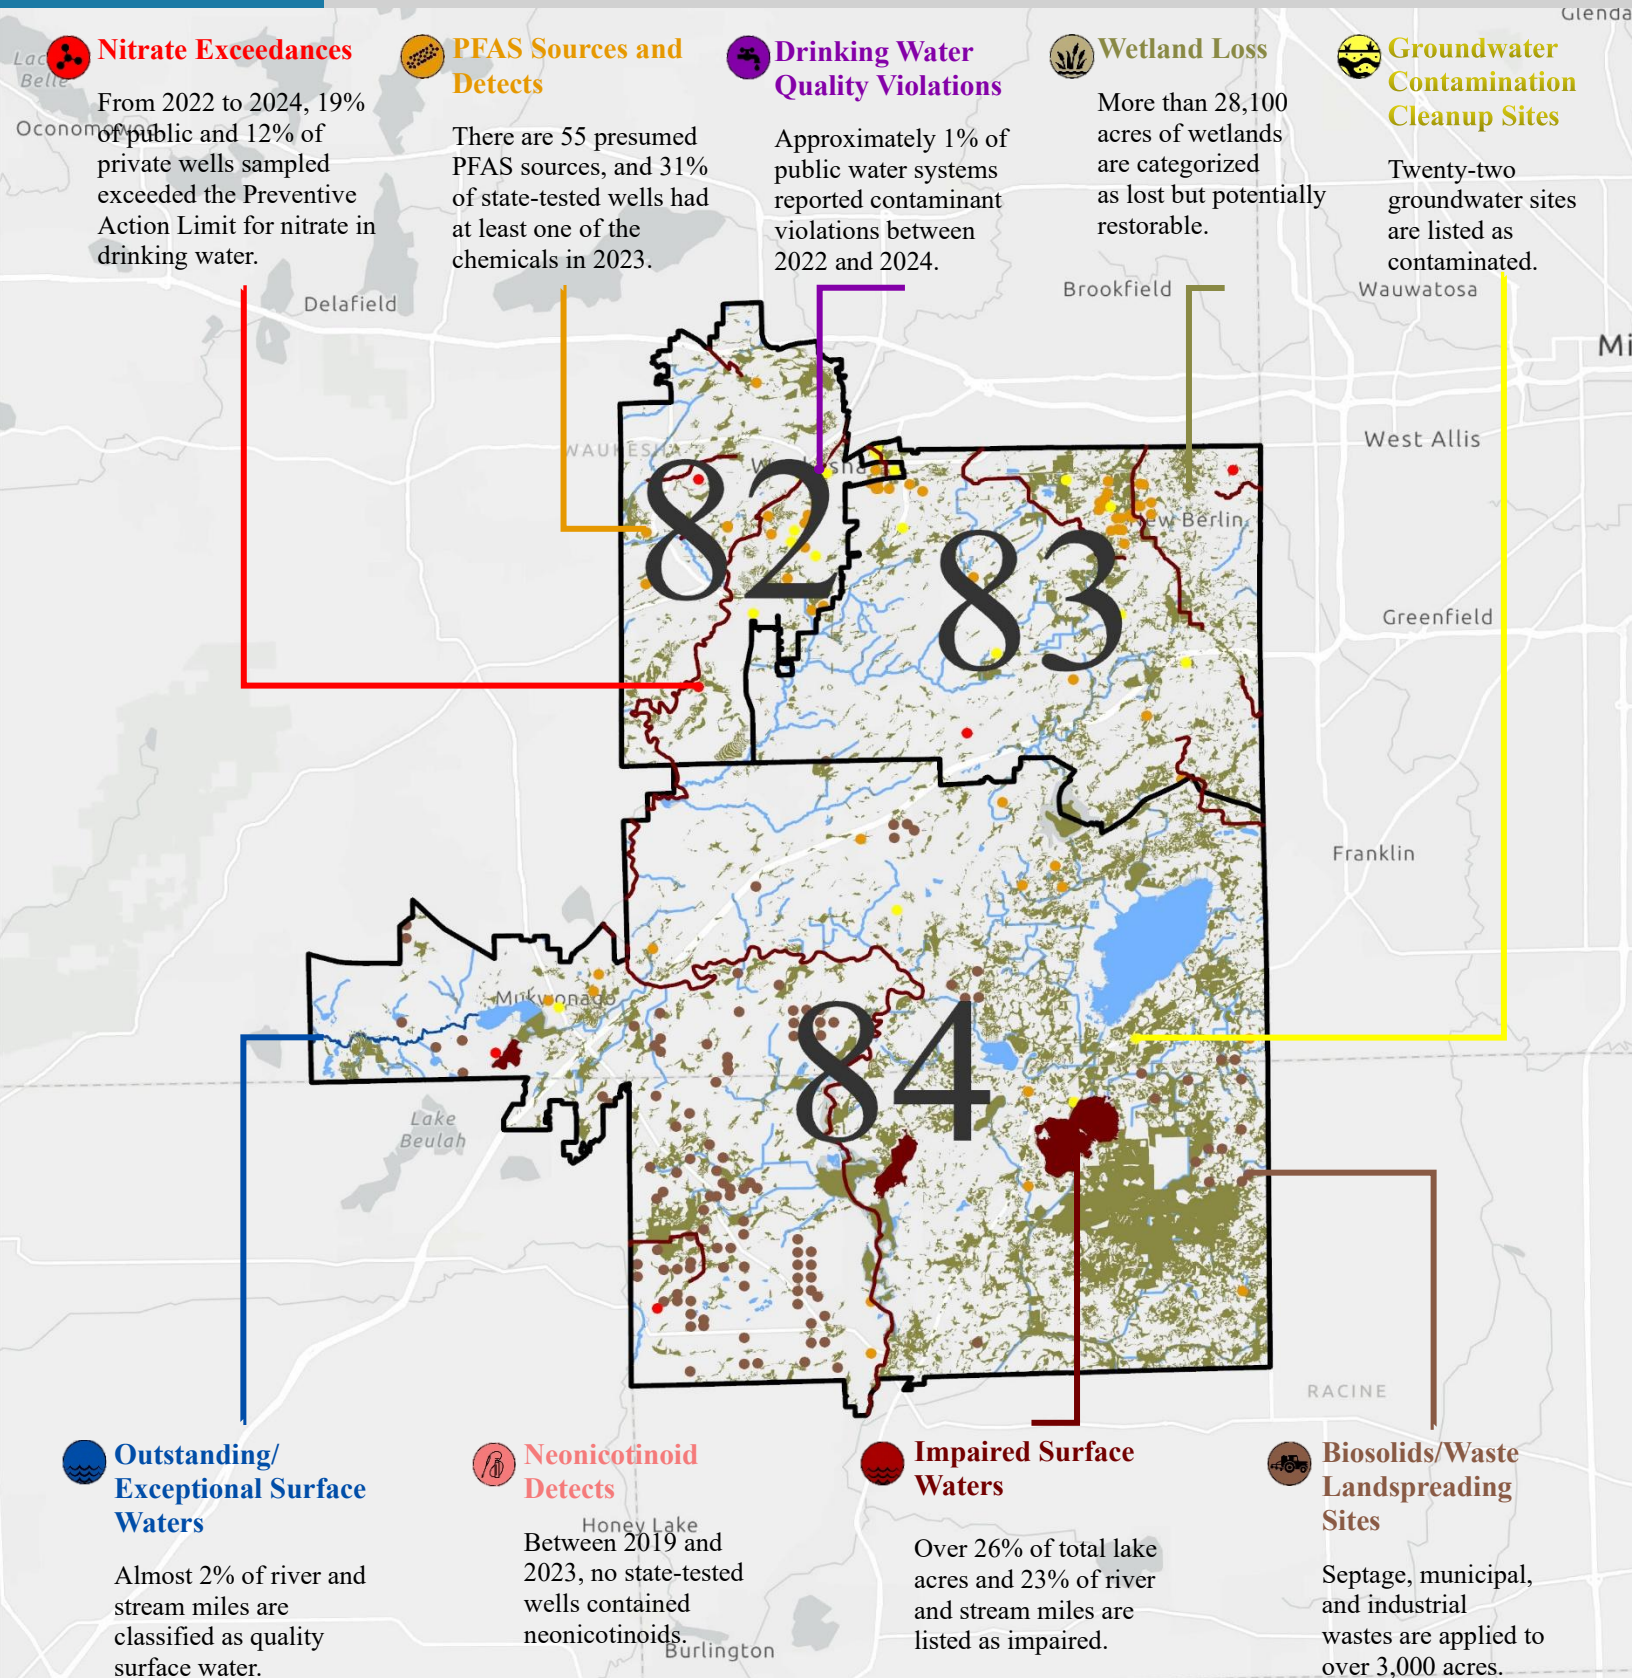 Glenda
Nitrate Exceedances
From 2022 to 2024, 19%
of public and 12% of
private wells sampled
exceeded the Preventive
Action Limit for nitrate in
drinking water.
PFAS Sources and
Detects
There are 55 presumed
PFAS sources, and 31%
of state-tested wells had
at least one of the
chemicals in 2023.
Drinking Water
Quality Violations
Approximately 1% of
public water systems
reported contaminant
violations between
2022 and 2024.
Wetland Loss
More than 28,100
acres of wetlands
are categorized
as lost but potentially
restorable.
Groundwater
Contamination
Cleanup Sites
Twenty-two
groundwater sites
are listed as
contaminated.
Lac
Belle
Oconomowoc
Delafield
Brookfield
Wauwatosa
Mi
WAUKESHA
Waukesha
West Allis
82
New Berlin
83
Greenfield
Franklin
Mukwonago
84
Lake
Beulah
RACINE
Outstanding/
Exceptional Surface
Waters
Almost 2% of river and
stream miles are
classified as quality
surface water.
Neonicotinoid
Detects
Honey Lake
Between 2019 and
2023, no state-tested
wells contained
neonicotinoids.
Burlington
Impaired Surface
Waters
Over 26% of total lake
acres and 23% of river
and stream miles are
listed as impaired.
Biosolids/Waste
Landspreading
Sites
Septage, municipal,
and industrial
wastes are applied to
over 3,000 acres.